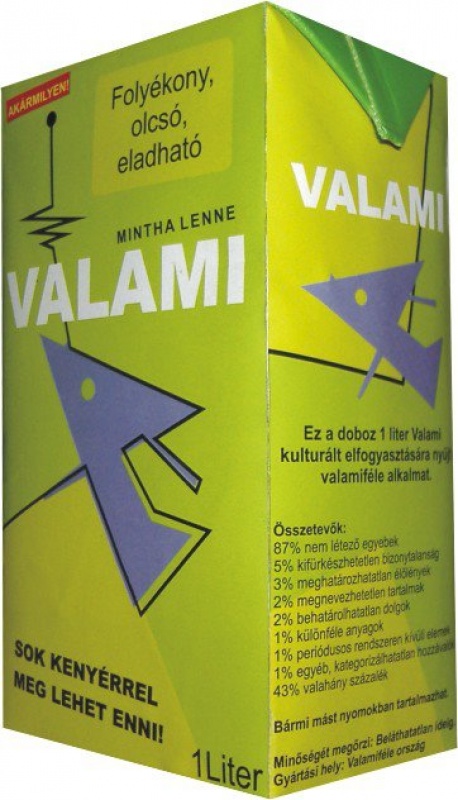 AKÁRMILYEN!
Folyékony,
olcsó,
eladható
MINTHA LENNE
VALAMI
SOK KENYÉRREL
MEG LEHET ENNI!
1Liter
VALAMI
Ez a doboz 1 liter Valami
kulturált elfogyasztására nyújt
valamiféle alkalmat.
Összetevők:
87% nem létező egyebek
5% kifürkészhetetlen bizonytalanság
3% meghatározhatatlan élőlények
2% megnevezhetetlen tartalmak
2% behatárolhatatlan dolgok
1% különféle anyagok
1% periódusos rendszeren kívüli elemek
1% egyéb, kategorizálhatatlan hozzávalók
43% valahány százalék
Bármi mást nyomokban tartalmazhat.
Minőségét megőrzi: Beláthatatlan ideig.
Gyártási hely: Valamiféle ország